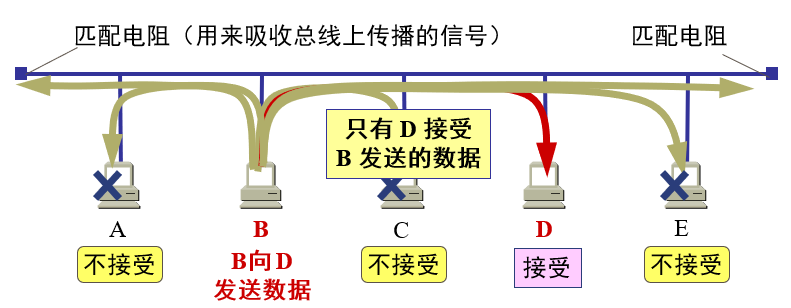 匹配电阻（用来吸收总线上传播的信号）
匹配电阻
只有 D 接受
B 发送的数据
A
B
C
D
E
不接受
B向 D
发送数据
不接受
接受
不接受